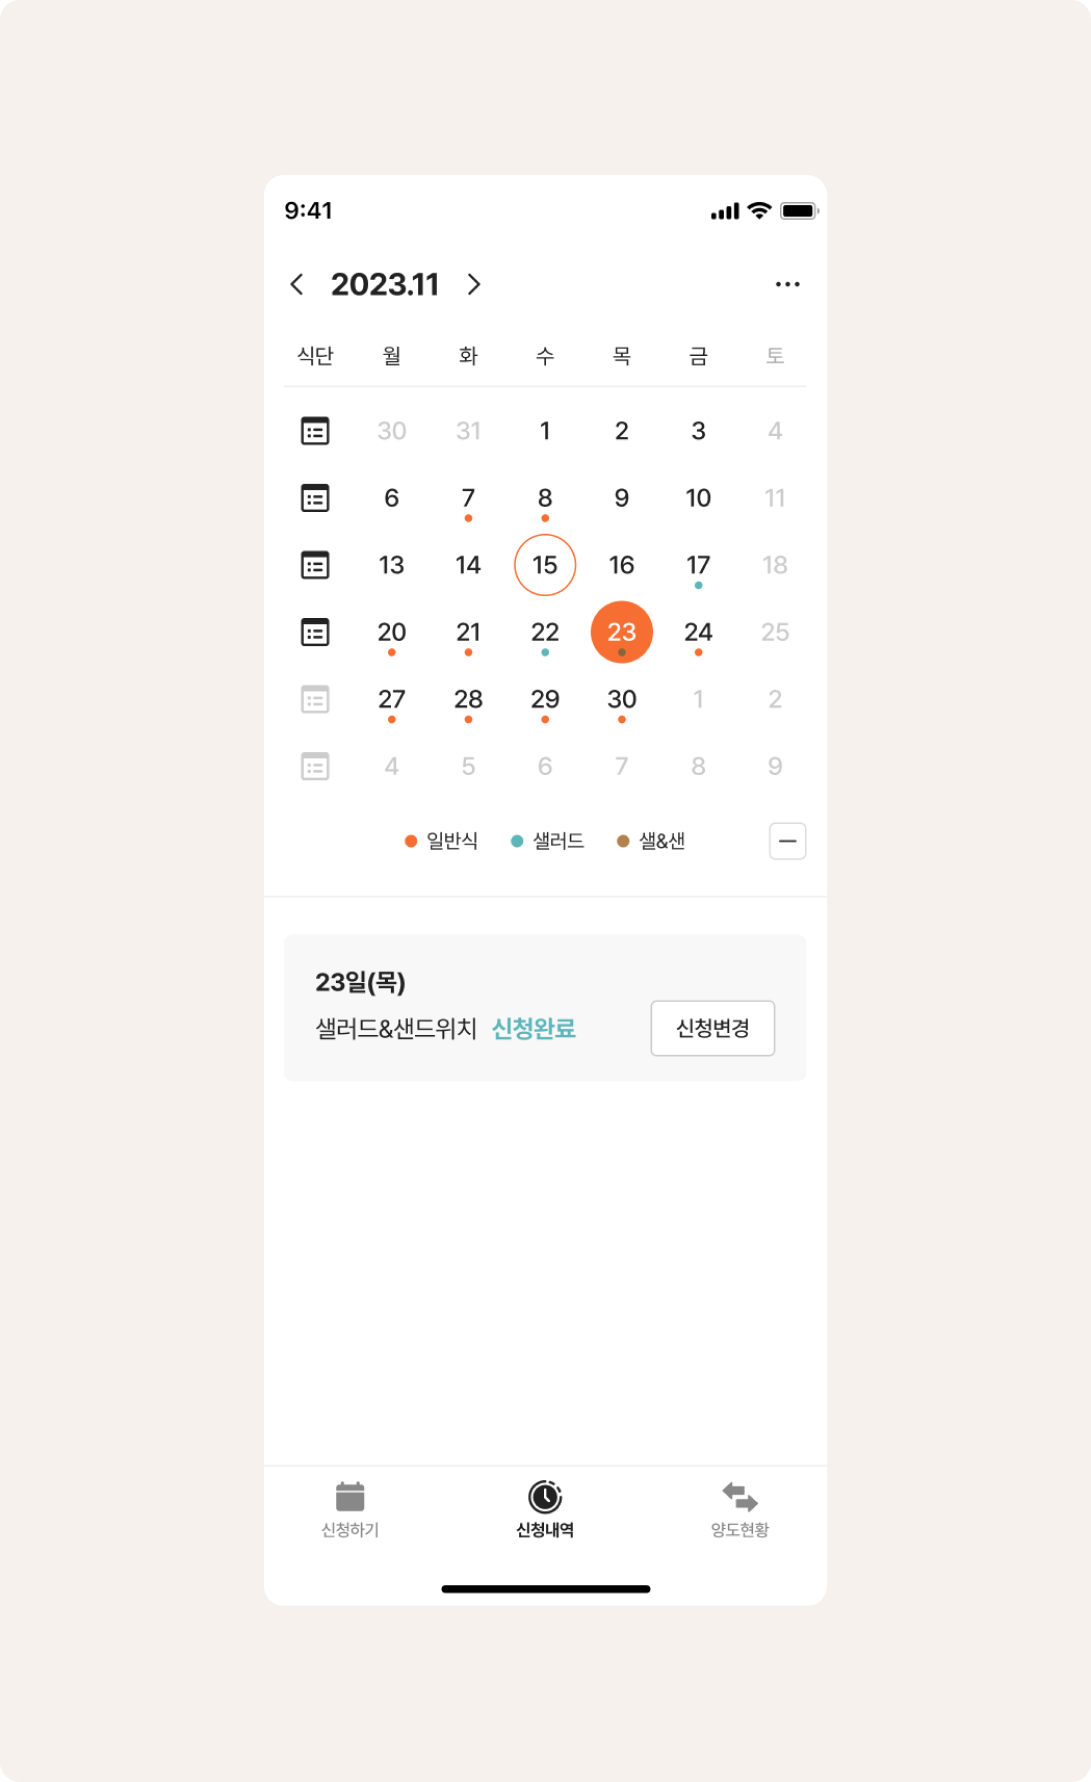 9:41
2023.11
식단 월 화 수 목 금 토
30 31 1 2 3 4
6 7 8 9 10 11
13 14 15 16 17 18
20 21 22 23 24 25
27 28 29 30 1 2
4 5 6 7 8 9
일반식 샐러드 샐&샌
23일(목)
샐러드&샌드위치 신청완료 신청변경
신청하기 신청내역 양도현황